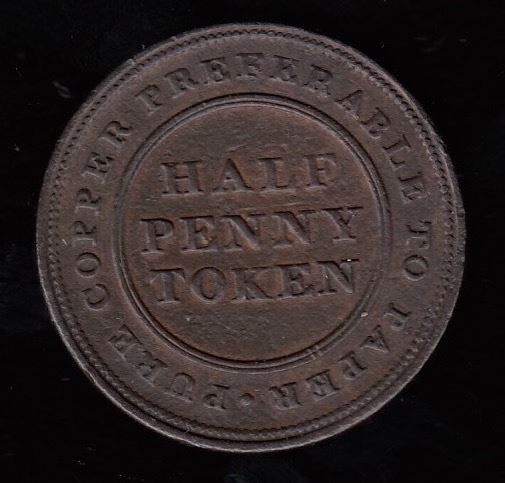 PURE COPPER PREFERABLE TO PAPER ·
HALF
PENNY
TOKEN